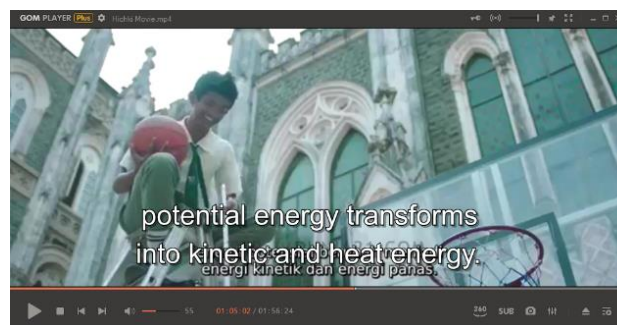 GOM PLAYER Plus Hichis Movie.mp4
potential energy transforms
into kinetic and heat energy.
energi kinetik dan energi panas.
55 01:05:02 / 01:56:24 360 SUB